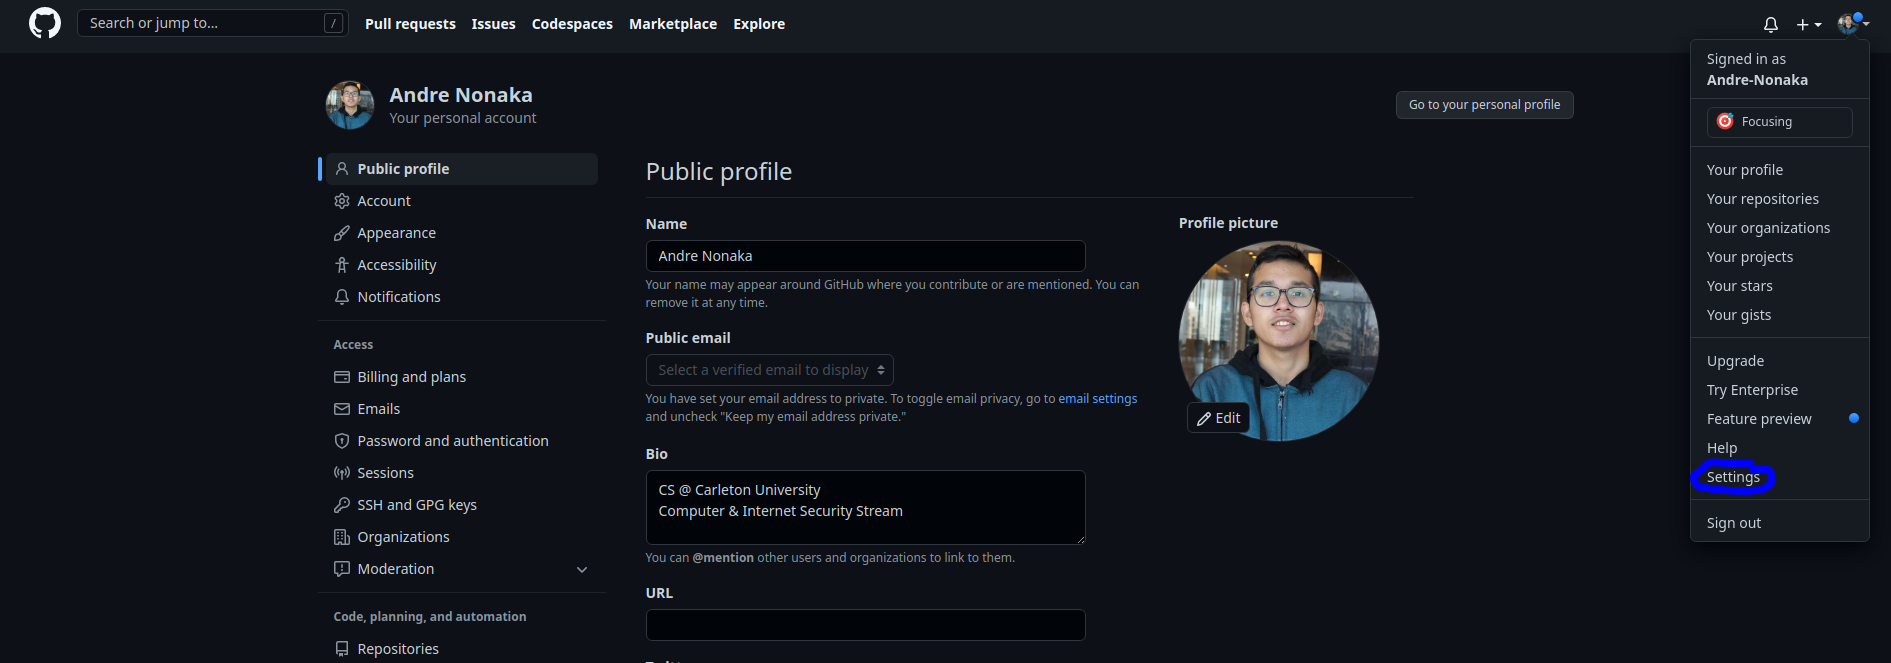 Search or jump to...
/
Pull requests
Issues
Codespaces
Marketplace
Explore
Andre Nonaka
Your personal account
Go to your personal profile
Public profile
Account
Appearance
Accessibility
Notifications
Access
Billing and plans
Emails
Password and authentication
Sessions
SSH and GPG keys
Organizations
Moderation
Code, planning, and automation
Repositories
Public profile
Name
Andre Nonaka
Your name may appear around GitHub where you contribute or are mentioned. You can
remove it at any time.
Public email
Select a verified email to display
You have set your email address to private. To toggle email privacy, go to email settings
and uncheck "Keep my email address private."
Bio
CS @ Carleton University
Computer & Internet Security Stream
You can @mention other users and organizations to link to them.
URL
Profile picture
Edit
Signed in as
Andre-Nonaka
Focusing
Your profile
Your repositories
Your organizations
Your projects
Your stars
Your gists
Upgrade
Try Enterprise
Feature preview
Help
Settings
Sign out